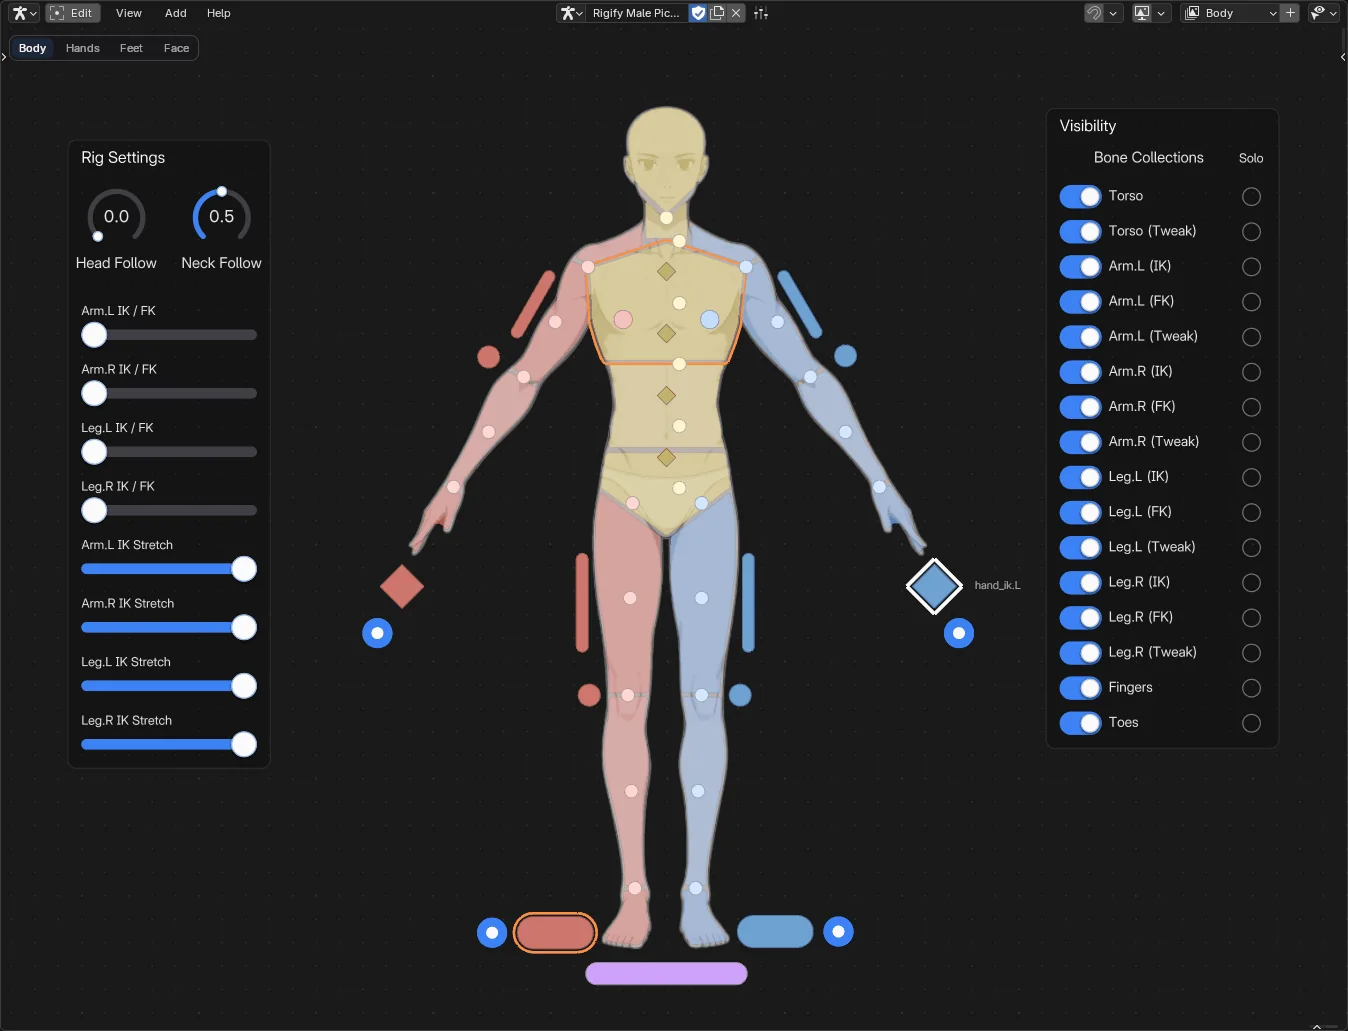 Edit View Add Help Rigify Male Pic... Body
Body Hands Feet Face
Rig Settings
0.0 0.5
Head Follow Neck Follow
Arm.L IK / FK
Arm.R IK / FK
Leg.L IK / FK
Leg.R IK / FK
Arm.L IK Stretch
Arm.R IK Stretch
Leg.L IK Stretch
Leg.R IK Stretch
hand_ik.L
Visibility
Bone Collections Solo
Torso
Torso (Tweak)
Arm.L (IK)
Arm.L (FK)
Arm.L (Tweak)
Arm.R (IK)
Arm.R (FK)
Arm.R (Tweak)
Leg.L (IK)
Leg.L (FK)
Leg.L (Tweak)
Leg.R (IK)
Leg.R (FK)
Leg.R (Tweak)
Fingers
Toes